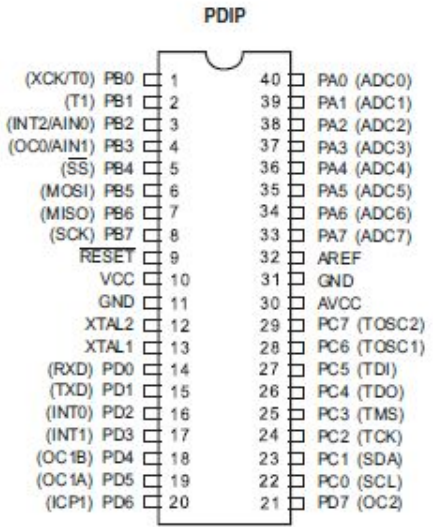 PDIP
(XCK/T0) PB0 1 40 PA0 (ADC0)
(T1) PB1 2 39 PA1 (ADC1)
(INT2/AIN0) PB2 3 38 PA2 (ADC2)
(OC0/AIN1) PB3 4 37 PA3 (ADC3)
(SS) PB4 5 36 PA4 (ADC4)
(MOSI) PB5 6 35 PA5 (ADC5)
(MISO) PB6 7 34 PA6 (ADC6)
(SCK) PB7 8 33 PA7 (ADC7)
RESET 9 32 AREF
VCC 10 31 GND
GND 11 30 AVCC
XTAL2 12 29 PC7 (TOSC2)
XTAL1 13 28 PC6 (TOSC1)
(RXD) PD0 14 27 PC5 (TDI)
(TXD) PD1 15 26 PC4 (TDO)
(INT0) PD2 16 25 PC3 (TMS)
(INT1) PD3 17 24 PC2 (TCK)
(OC1B) PD4 18 23 PC1 (SDA)
(OC1A) PD5 19 22 PC0 (SCL)
(ICP1) PD6 20 21 PD7 (OC2)